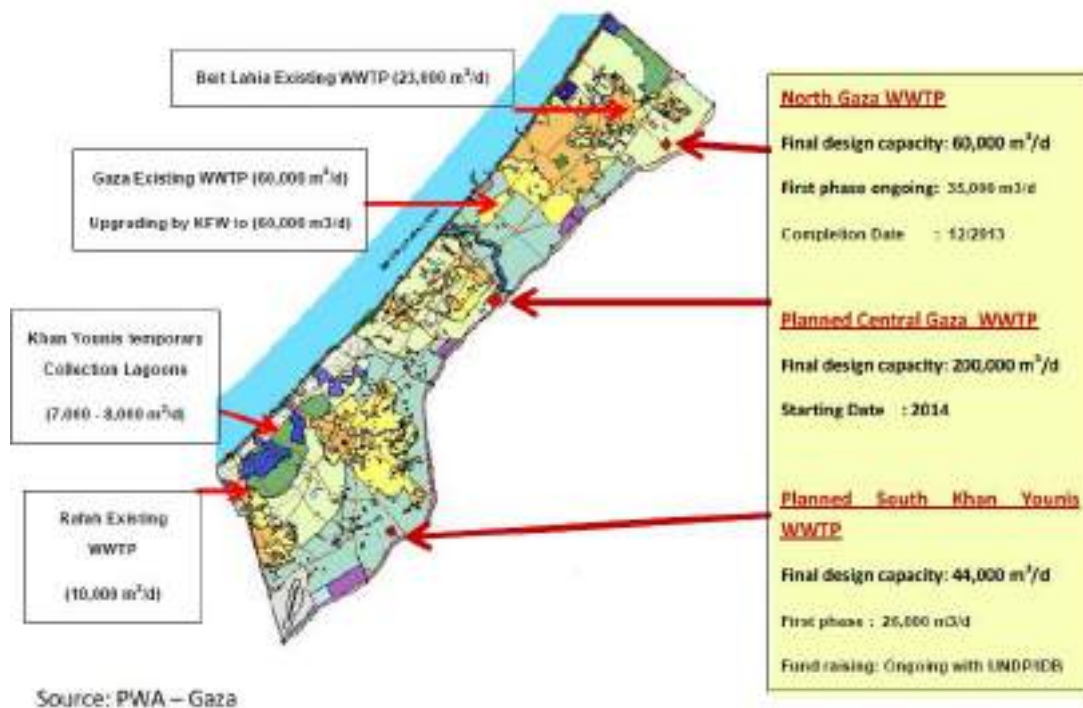 Beit Lahia Existing WWTP (23,000 m³/d)
Gaza Existing WWTP (60,000 m³/d)
Upgrading by KFW to (60,000 m3/d)
Khan Younis temporary
Collection Lagoons
(7,000 - 8,000 m³/d)
Rafah Existing
WWTP
(10,000 m³/d)
North Gaza WWTP
Final design capacity: 60,000 m³/d
First phase ongoing: 35,000 m3/d
Completion Date : 12/2013
Planned Central Gaza WWTP
Final design capacity: 200,000 m³/d
Starting Date : 2014
Planned South Khan Younis
WWTP
Final design capacity: 44,000 m³/d
First phase : 26,000 m3/d
Fund raising: Ongoing with UNDP/IDB
Source: PWA – Gaza